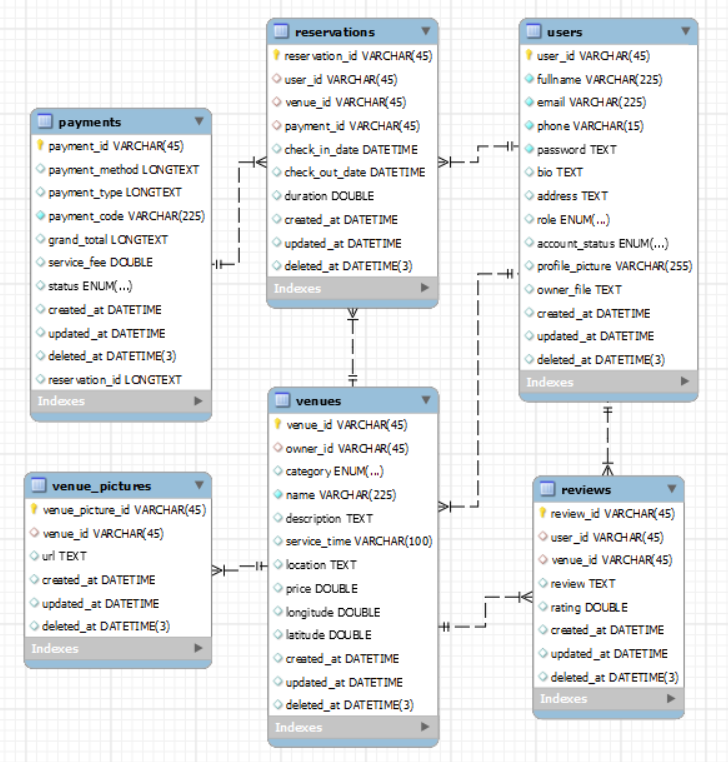 reservations
reservation_id VARCHAR(45)
user_id VARCHAR(45)
venue_id VARCHAR(45)
payment_id VARCHAR(45)
check_in_date DATETIME
check_out_date DATETIME
duration DOUBLE
created_at DATETIME
updated_at DATETIME
deleted_at DATETIME(3)
Indexes
users
user_id VARCHAR(45)
fullname VARCHAR(225)
email VARCHAR(225)
phone VARCHAR(15)
password TEXT
bio TEXT
address TEXT
role ENUM(...)
account_status ENUM(...)
profile_picture VARCHAR(255)
owner_file TEXT
created_at DATETIME
updated_at DATETIME
deleted_at DATETIME(3)
Indexes
payments
payment_id VARCHAR(45)
payment_method LONGTEXT
payment_type LONGTEXT
payment_code VARCHAR(225)
grand_total LONGTEXT
service_fee DOUBLE
status ENUM(...)
created_at DATETIME
updated_at DATETIME
deleted_at DATETIME(3)
reservation_id LONGTEXT
Indexes
venues
venue_id VARCHAR(45)
owner_id VARCHAR(45)
category ENUM(...)
name VARCHAR(225)
description TEXT
service_time VARCHAR(100)
location TEXT
price DOUBLE
longitude DOUBLE
latitude DOUBLE
created_at DATETIME
updated_at DATETIME
deleted_at DATETIME(3)
Indexes
venue_pictures
venue_picture_id VARCHAR(45)
venue_id VARCHAR(45)
url TEXT
created_at DATETIME
updated_at DATETIME
deleted_at DATETIME(3)
Indexes
reviews
review_id VARCHAR(45)
user_id VARCHAR(45)
venue_id VARCHAR(45)
review TEXT
rating DOUBLE
created_at DATETIME
updated_at DATETIME
deleted_at DATETIME(3)
Indexes